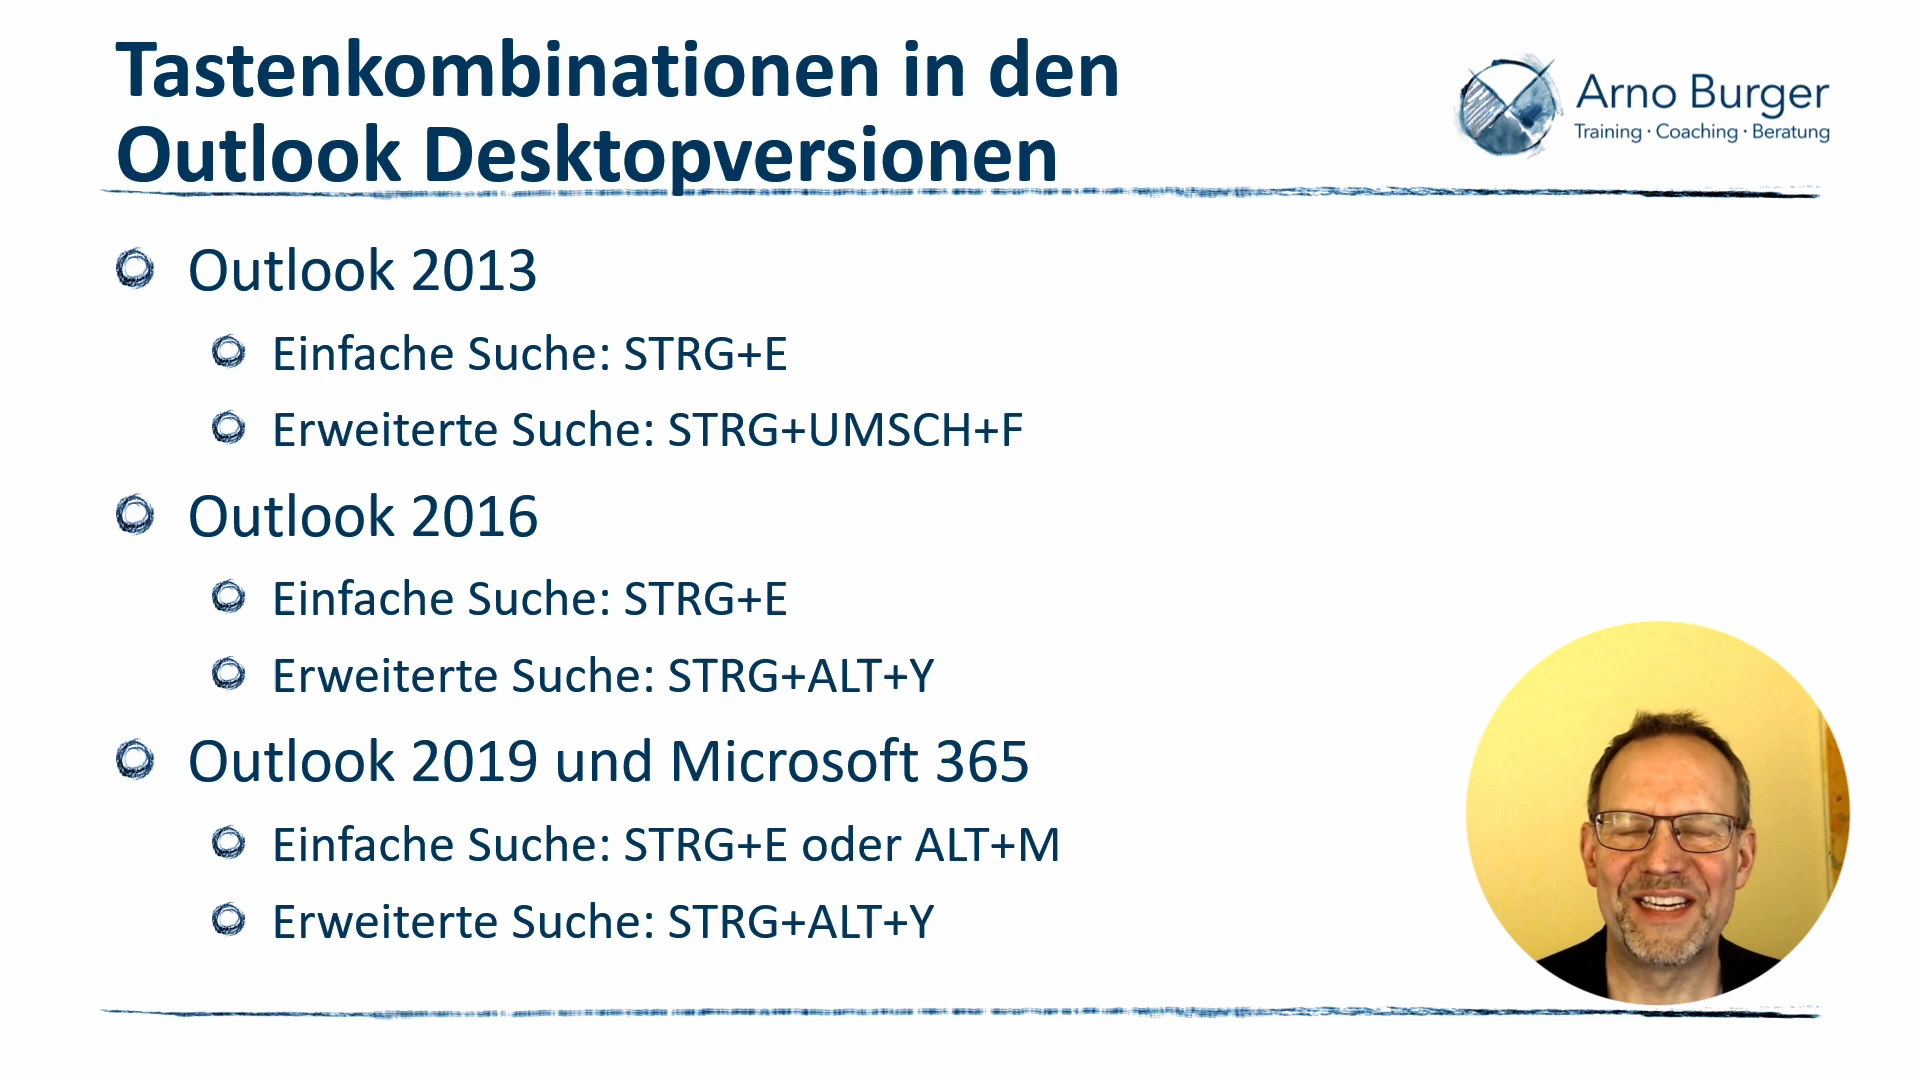 Tastenkombinationen in den
Outlook Desktopversionen
Arno Burger
Training · Coaching · Beratung
Outlook 2013
Einfache Suche: STRG+E
Erweiterte Suche: STRG+UMSCH+F
Outlook 2016
Einfache Suche: STRG+E
Erweiterte Suche: STRG+ALT+Y
Outlook 2019 und Microsoft 365
Einfache Suche: STRG+E oder ALT+M
Erweiterte Suche: STRG+ALT+Y